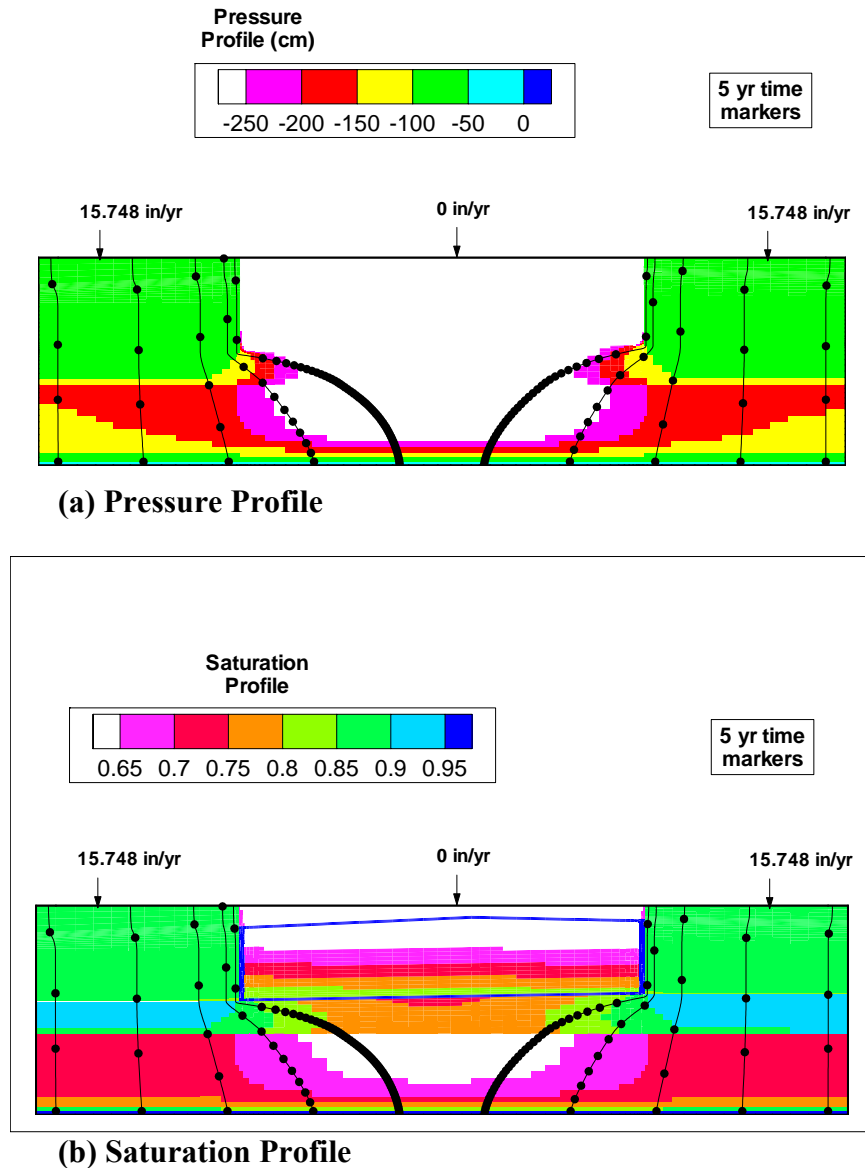 Pressure
Profile (cm)
5 yr time
markers
-250 -200 -150 -100 -50 0
15.748 in/yr 0 in/yr 15.748 in/yr
(a) Pressure Profile
Saturation
Profile
5 yr time
markers
0.65 0.7 0.75 0.8 0.85 0.9 0.95
15.748 in/yr 0 in/yr 15.748 in/yr
(b) Saturation Profile